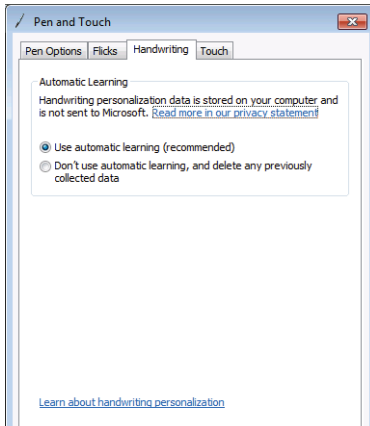 Pen and Touch
Pen Options Flicks Handwriting Touch
Automatic Learning
Handwriting personalization data is stored on your computer and
is not sent to Microsoft. Read more in our privacy statement
Use automatic learning (recommended)
Don't use automatic learning, and delete any previously
collected data
Learn about handwriting personalization